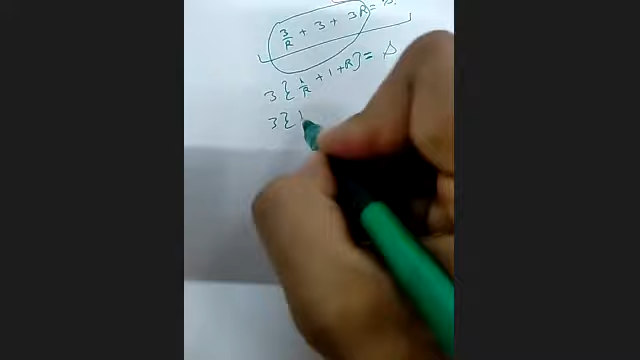 3/R + 3 + 3R = S
3 { 1/R + 1 + R } = S
3 { 1